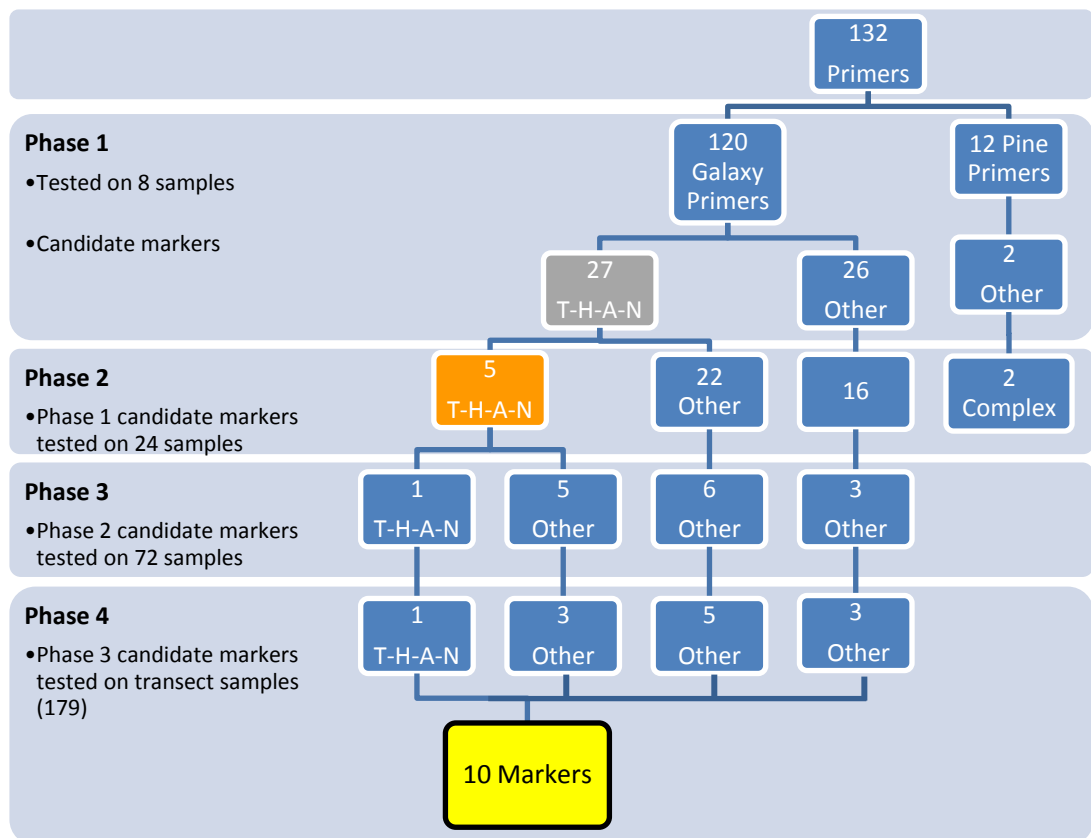 132
Primers
Phase 1
•Tested on 8 samples
•Candidate markers
120
Galaxy
Primers
12 Pine
Primers
27
T-H-A-N
26
Other
2
Other
Phase 2
•Phase 1 candidate markers
tested on 24 samples
5
T-H-A-N
22
Other
16
2
Complex
Phase 3
•Phase 2 candidate markers
tested on 72 samples
1
T-H-A-N
5
Other
6
Other
3
Other
Phase 4
•Phase 3 candidate markers
tested on transect samples
(179)
1
T-H-A-N
3
Other
5
Other
3
Other
10 Markers